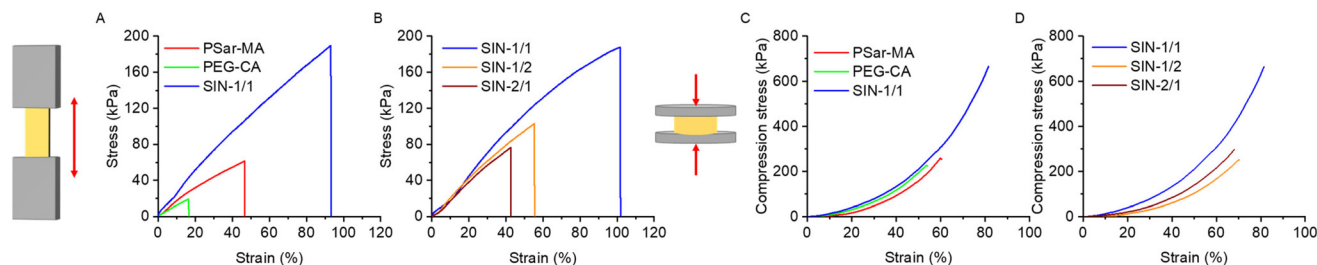 A
Stress (kPa)
200
160
120
80
40
0
PSar-MA
PEG-CA
SIN-1/1
0 20 40 60 80 100
Strain (%)
B
Stress (kPa)
200
160
120
80
40
0
SIN-1/1
SIN-1/2
SIN-2/1
0 20 40 60 80 100 120
Strain (%)
C
Compression stress (kPa)
800
600
400
200
0
PSar-MA
PEG-CA
SIN-1/1
0 20 40 60 80 100
Strain (%)
D
Compression stress (kPa)
800
600
400
200
0
SIN-1/1
SIN-1/2
SIN-2/1
0 20 40 60 80 100
Strain (%)